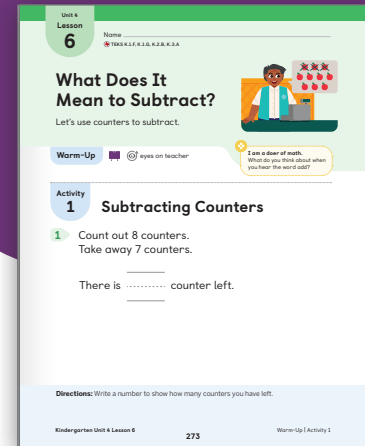 Unit 4
Lesson
6
Name
TEKS K.1.F, K.1.G, K.2.B, K.3.A
What Does It
Mean to Subtract?
Let's use counters to subtract.
Warm-Up
eyes on teacher
I am a doer of math.
What do you think about when
you hear the word add?
Activity
1
Subtracting Counters
1 Count out 8 counters.
Take away 7 counters.
There is counter left.
Directions: Write a number to show how many counters you have left.
Kindergarten Unit 4 Lesson 6
273
Warm-Up | Activity 1